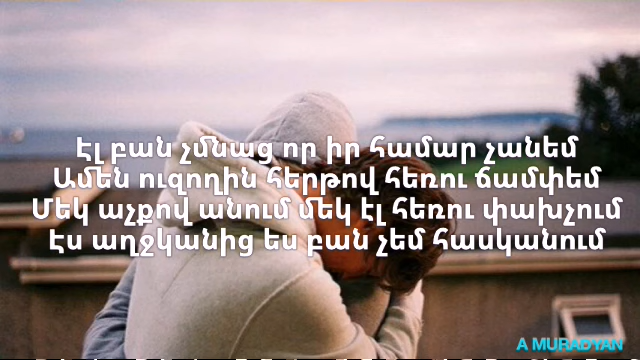 Էլ բան չմնաց որ իր համար չանեմ
Ամեն ուզողին հերթով հեռու ճամփեմ
Մեկ աչքով անում մեկ էլ հեռու փախչում
Էս աղջկանից ես բան չեմ հասկանում
A MURADYAN